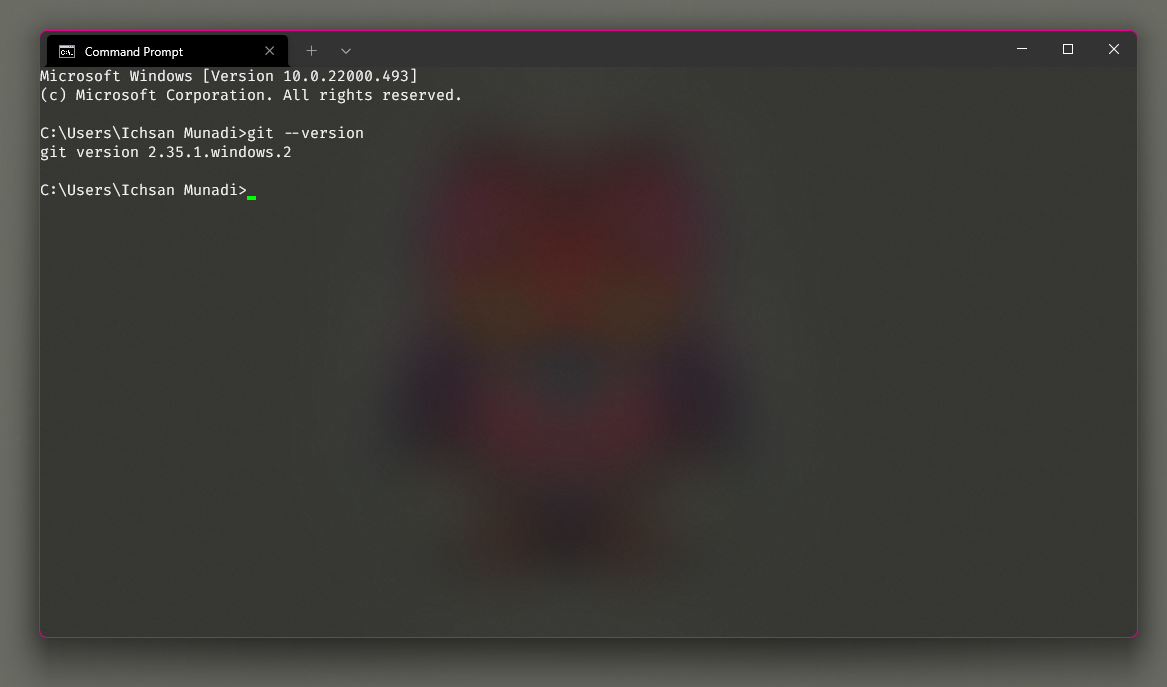 Command Prompt
Microsoft Windows [Version 10.0.22000.493]
(c) Microsoft Corporation. All rights reserved.
C:\Users\Ichsan Munadi>git --version
git version 2.35.1.windows.2
C:\Users\Ichsan Munadi>